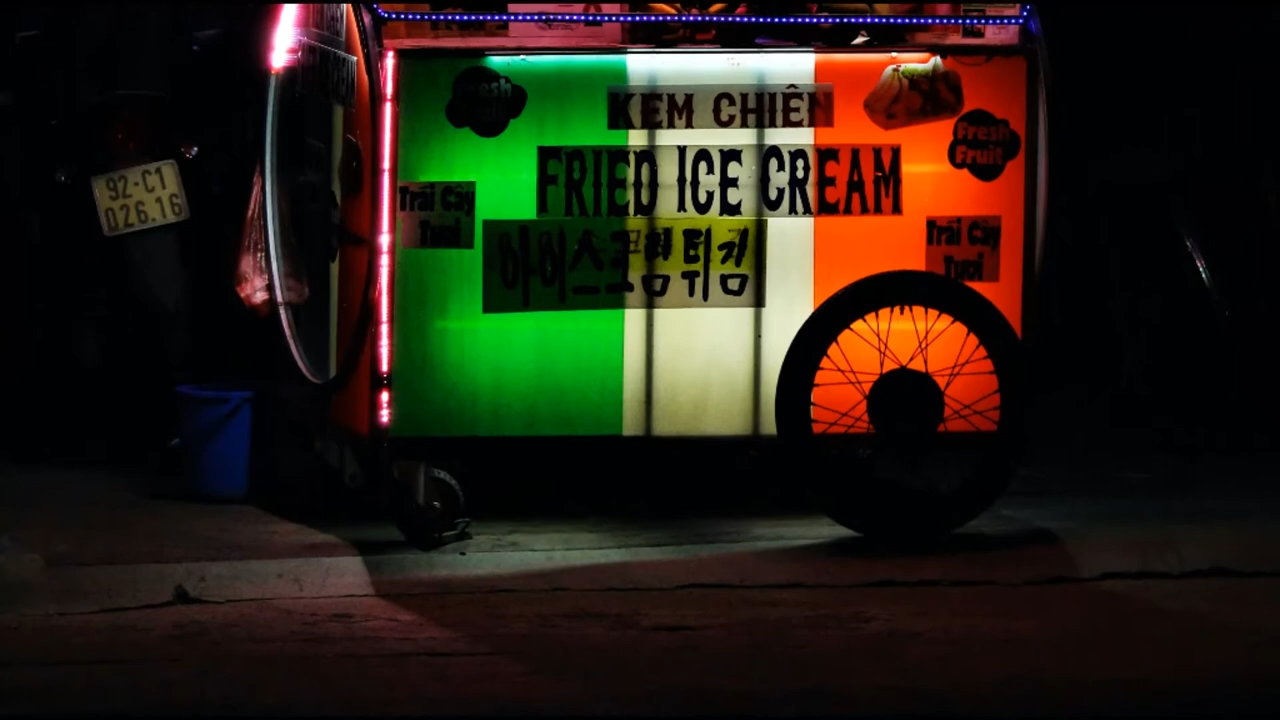 92-C1
026.16
Fresh
KEM CHIÊN
FRIED ICE CREAM
아이스크림튀김
Trái Cây
Tươi
Fresh
Fruit
Trái Cây
Tươi